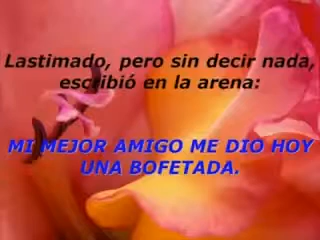 Lastimado, pero sin decir nada,
escribió en la arena:
MI MEJOR AMIGO ME DIO HOY
UNA BOFETADA.